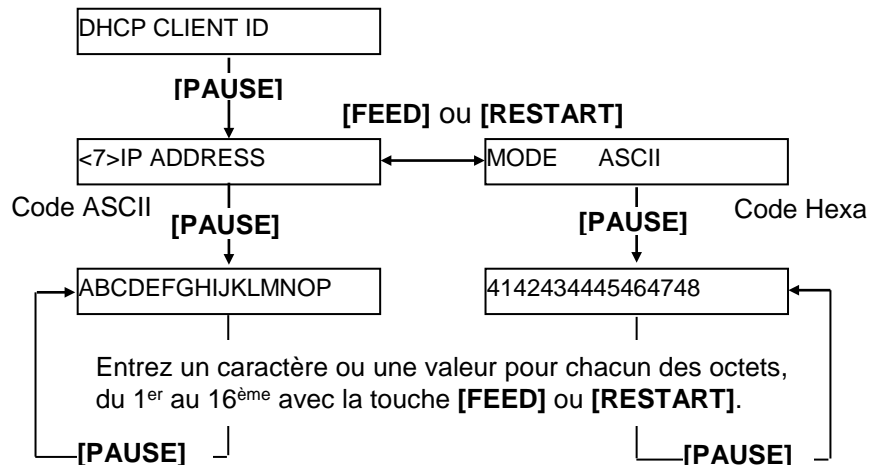 DHCP CLIENT ID
[PAUSE]
[FEED] ou [RESTART]
<7>IP ADDRESS
MODE ASCII
Code ASCII
[PAUSE]
[PAUSE]
Code Hexa
ABCDEFGHIJKLMNOP
4142434445464748
Entrez un caractère ou une valeur pour chacun des octets,
du 1er au 16ème avec la touche [FEED] ou [RESTART].
[PAUSE]
[PAUSE]